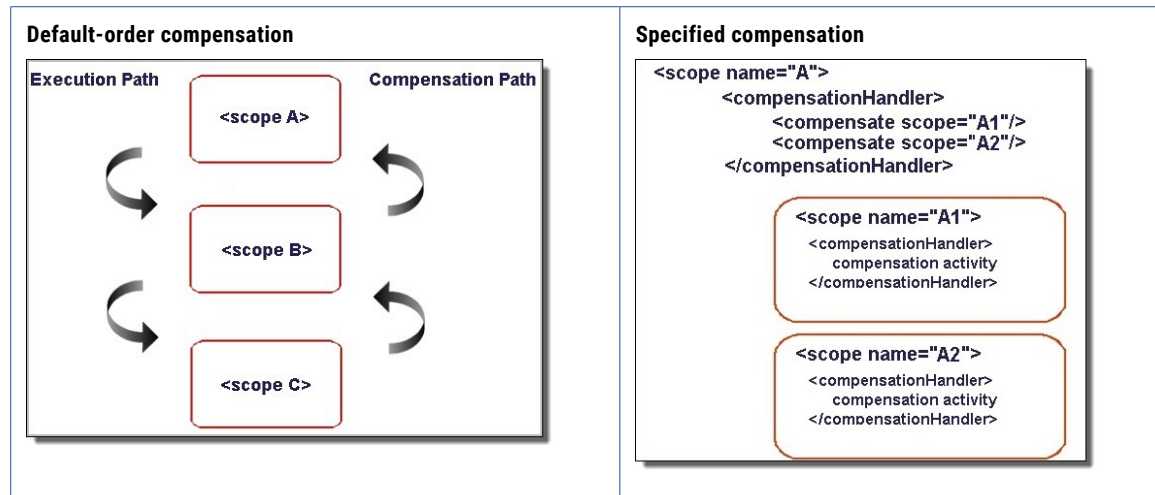 Default-order compensation
Execution Path
Compensation Path
<scope A>
<scope B>
<scope C>
Specified compensation
<scope name="A">
<compensationHandler>
<compensate scope="A1"/>
<compensate scope="A2"/>
</compensationHandler>
<scope name="A1">
<compensationHandler>
compensation activity
</compensationHandler>
<scope name="A2">
<compensationHandler>
compensation activity
</compensationHandler>